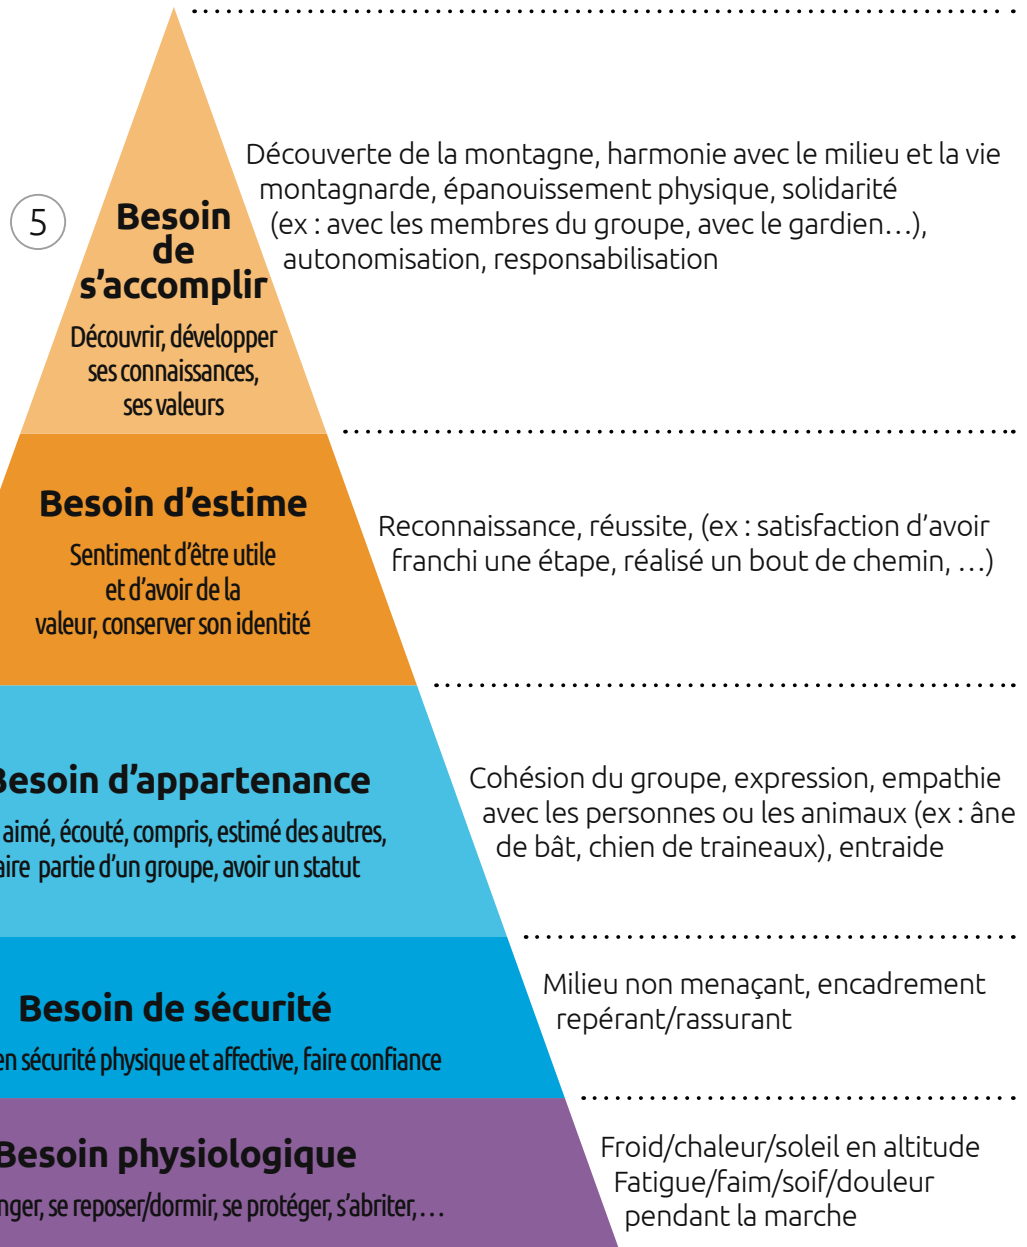 Découverte de la montagne, harmonie avec le milieu et la vie
montagnarde, épanouissement physique, solidarité
(ex : avec les membres du groupe, avec le gardien…),
autonomisation, responsabilisation
5
Besoin
de
s’accomplir
Découvrir, développer
ses connaissances,
ses valeurs
Besoin d’estime
Sentiment d’être utile
et d’avoir de la
valeur, conserver son identité
Reconnaissance, réussite, (ex : satisfaction d’avoir
franchi une étape, réalisé un bout de chemin, …)
Besoin d’appartenance
aimé, écouté, compris, estimé des autres,
partie d’un groupe, avoir un statut
Cohésion du groupe, expression, empathie
avec les personnes ou les animaux (ex : âne
de bât, chien de traineaux), entraide
Besoin de sécurité
en sécurité physique et affective, faire confiance
Milieu non menaçant, encadrement
repérant/rassurant
Besoin physiologique
se reposer/dormir, se protéger, s’abriter,…
Froid/chaleur/soleil en altitude
Fatigue/faim/soif/douleur
pendant la marche